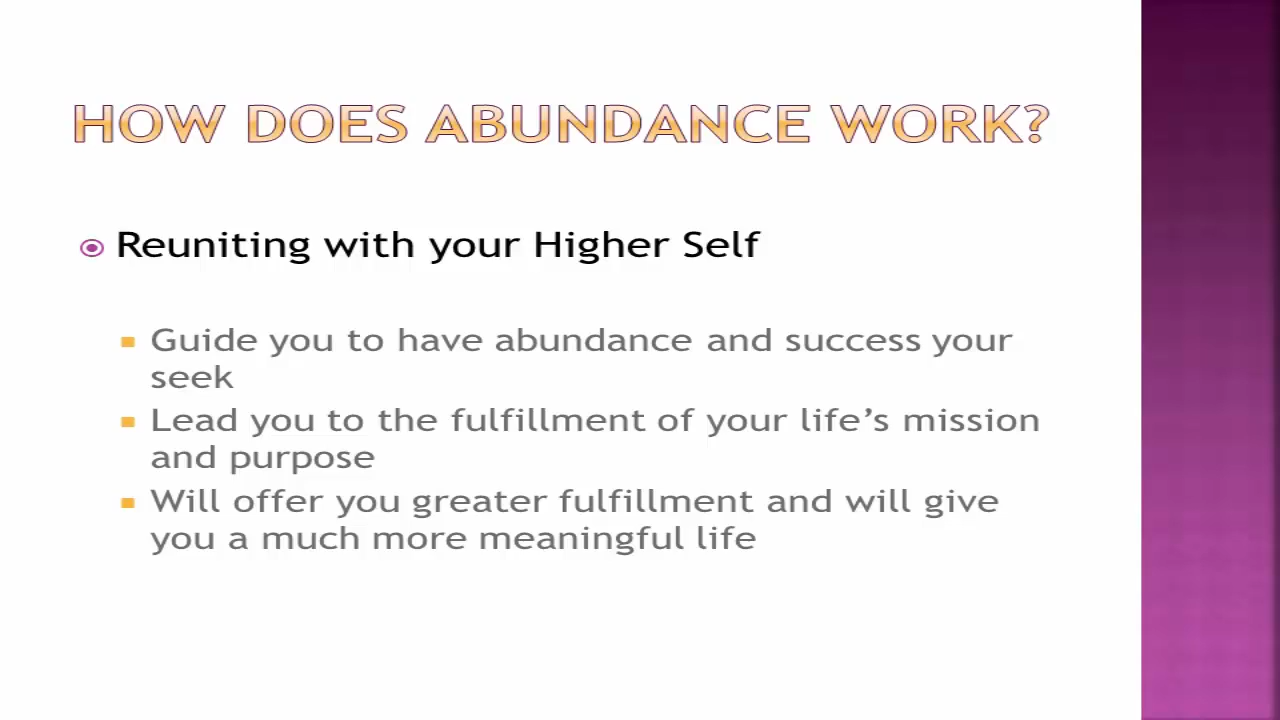 HOW DOES ABUNDANCE WORK?
Reuniting with your Higher Self
Guide you to have abundance and success your
seek
Lead you to the fulfillment of your life’s mission
and purpose
Will offer you greater fulfillment and will give
you a much more meaningful life